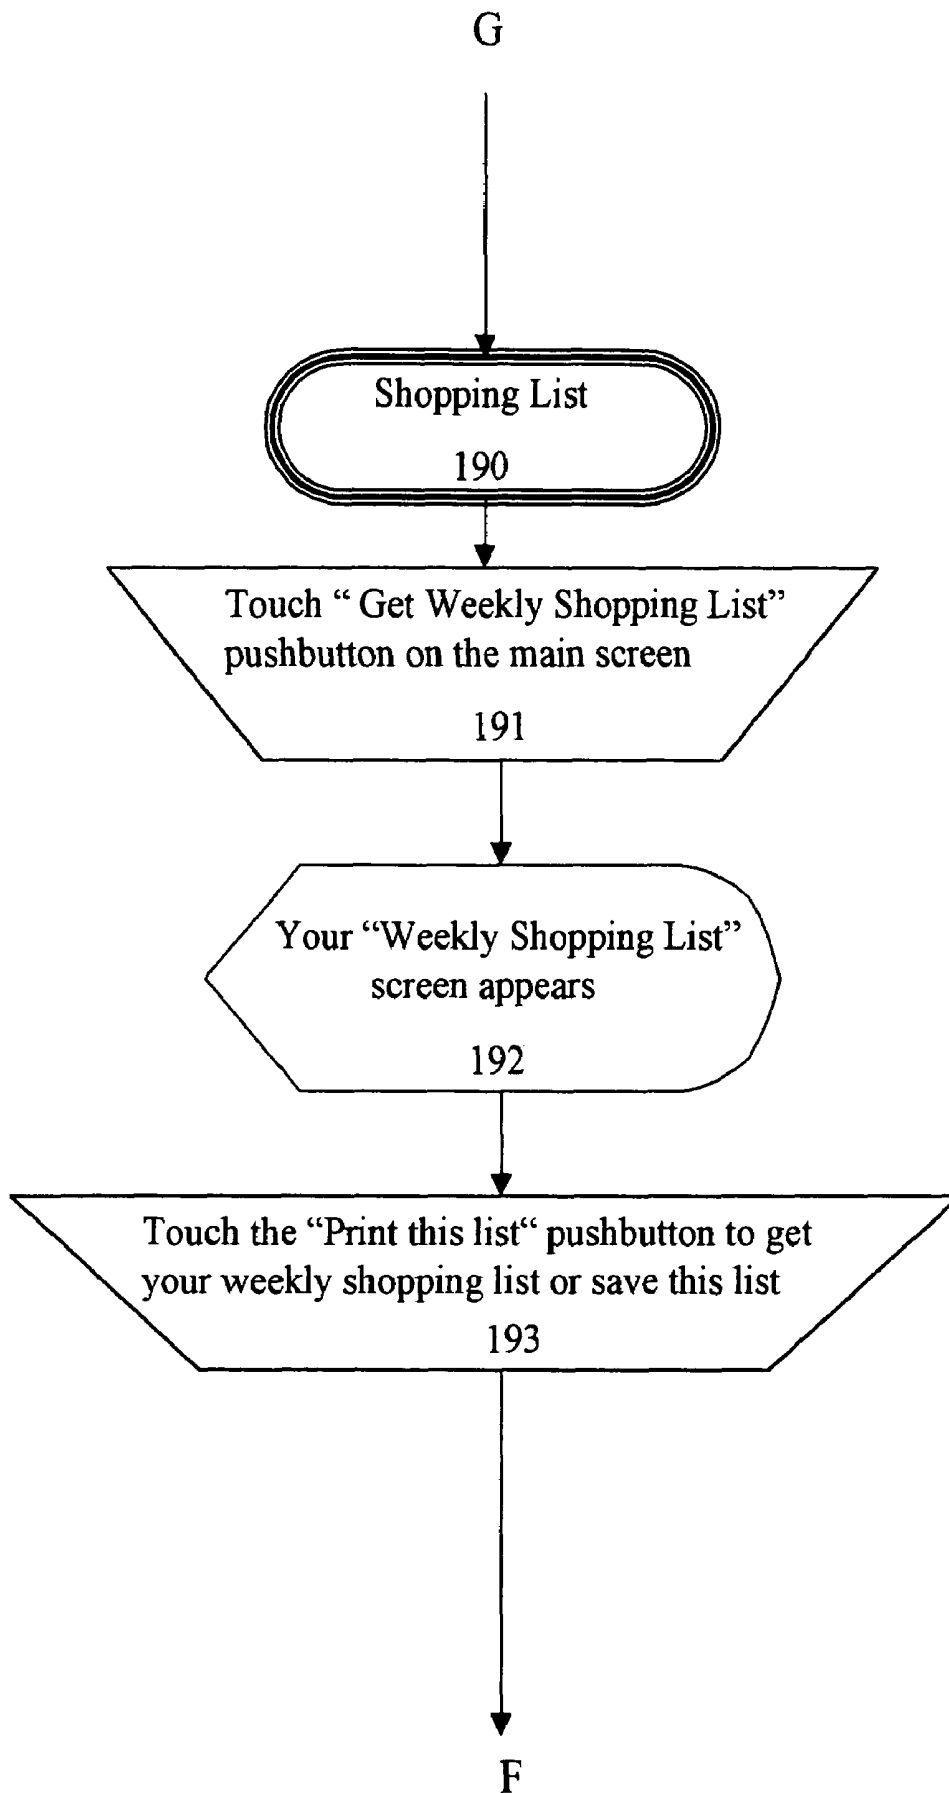 G
Shopping List
190
Touch “ Get Weekly Shopping List”
pushbutton on the main screen
191
Your “Weekly Shopping List”
screen appears
192
Touch the “Print this list“ pushbutton to get
your weekly shopping list or save this list
193
F